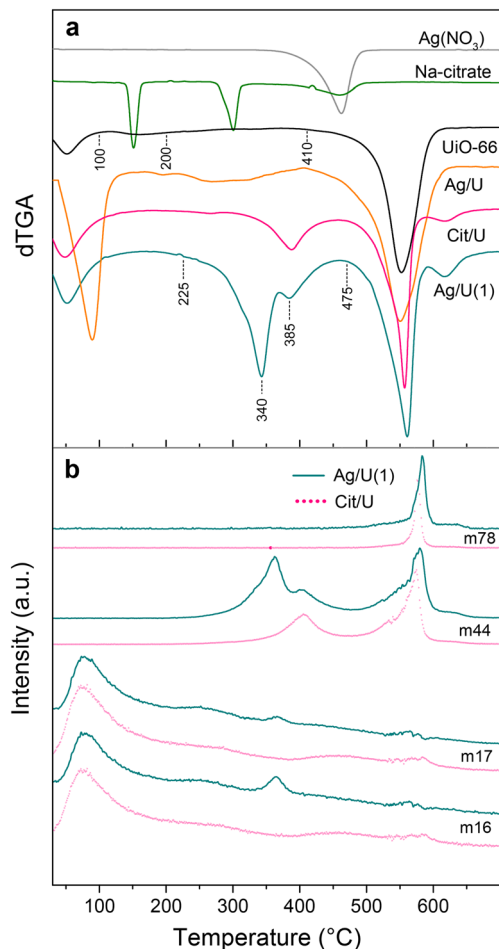 a
Ag(NO₃)
Na-citrate
UiO-66
100
200
410
Ag/U
Cit/U
Ag/U(1)
225
475
385
340
dTGA
b
Ag/U(1)
Cit/U
m78
m44
m17
m16
Intensity (a.u.)
100 200 300 400 500 600
Temperature (°C)